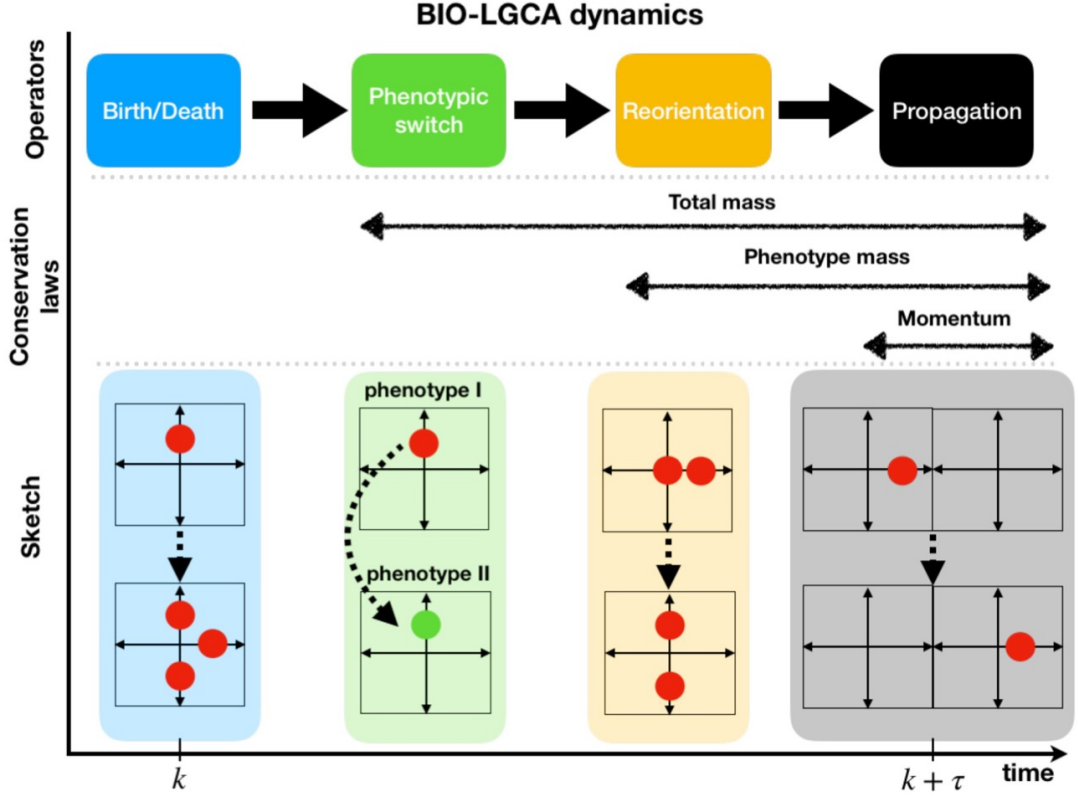 BIO-LGCA dynamics
Operators
Birth/Death
Phenotypic
switch
Reorientation
Propagation
Conservation
laws
Total mass
Phenotype mass
Momentum
Sketch
phenotype I
phenotype II
k
k + τ
time